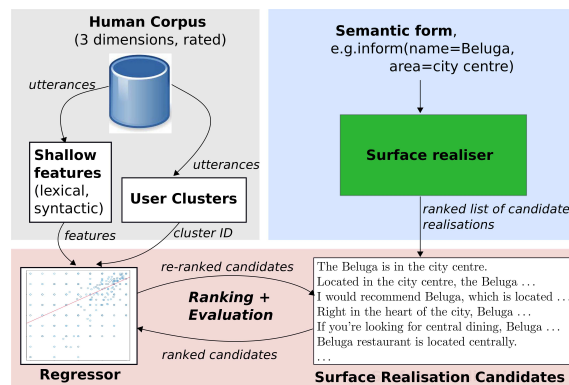 Human Corpus
(3 dimensions, rated)
utterances
utterances
Shallow
features
(lexical,
syntactic)
User Clusters
features
cluster ID
Semantic form,
e.g.inform(name=Beluga,
area=city centre)
Surface realiser
ranked list of candidate
realisations
re-ranked candidates
Ranking +
Evaluation
ranked candidates
Regressor
The Beluga is in the city centre.
Located in the city centre, the Beluga ...
I would recommend Beluga, which is located ...
Right in the heart of the city, Beluga ...
If you're looking for central dining, Beluga ...
Beluga restaurant is located centrally.
...
Surface Realisation Candidates